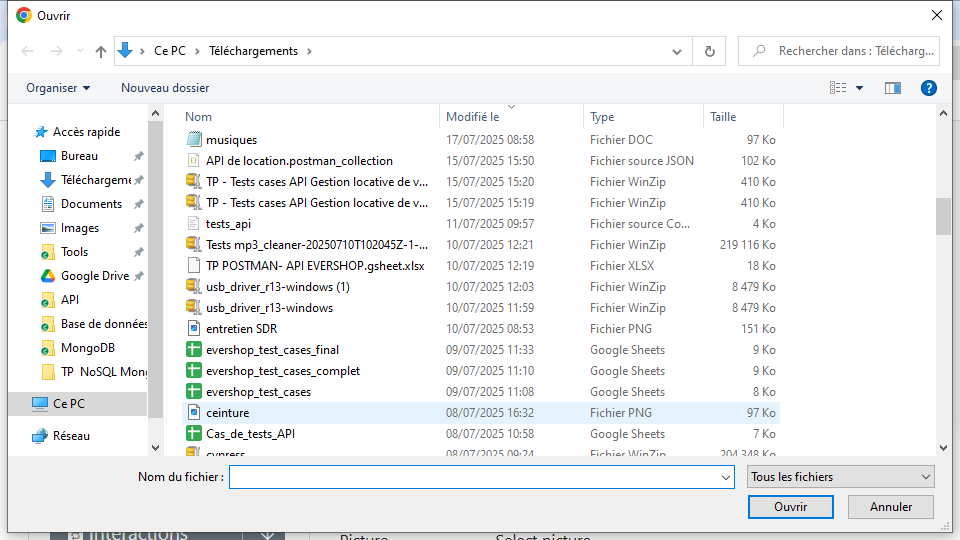 Ouvrir
Ce PC > Téléchargements >
Rechercher dans : Télécharg...
Organiser Nouveau dossier
Nom Modifié le Type Taille
Accès rapide
Bureau
Téléchargeme
Documents
Images
Tools
Google Drive
API
Base de données
MongoDB
TP NoSQL Mong
Ce PC
Réseau
musiques 17/07/2025 08:58 Fichier DOC 97 Ko
API de location.postman_collection 15/07/2025 15:50 Fichier source JSON 102 Ko
TP - Tests cases API Gestion locative de v... 15/07/2025 15:20 Fichier WinZip 410 Ko
TP - Tests cases API Gestion locative de v... 15/07/2025 15:19 Fichier WinZip 410 Ko
tests_api 11/07/2025 09:57 Fichier source Co... 4 Ko
Tests mp3_cleaner-20250710T102045Z-1-... 10/07/2025 12:21 Fichier WinZip 219 116 Ko
TP POSTMAN- API EVERSHOP.gsheet.xlsx 10/07/2025 12:19 Fichier XLSX 18 Ko
usb_driver_r13-windows (1) 10/07/2025 12:03 Fichier WinZip 8 479 Ko
usb_driver_r13-windows 10/07/2025 11:59 Fichier WinZip 8 479 Ko
entretien SDR 10/07/2025 08:53 Fichier PNG 151 Ko
evershop_test_cases_final 09/07/2025 11:33 Google Sheets 9 Ko
evershop_test_cases_complet 09/07/2025 11:10 Google Sheets 9 Ko
evershop_test_cases 09/07/2025 11:08 Google Sheets 8 Ko
ceinture 08/07/2025 16:32 Fichier PNG 97 Ko
Cas_de_tests_API 08/07/2025 10:58 Google Sheets 7 Ko
cypress 08/07/2025 09:24 Fichier WinZip 204 348 Ko
Nom du fichier : Tous les fichiers
Ouvrir Annuler
Interactions
Picture Select picture